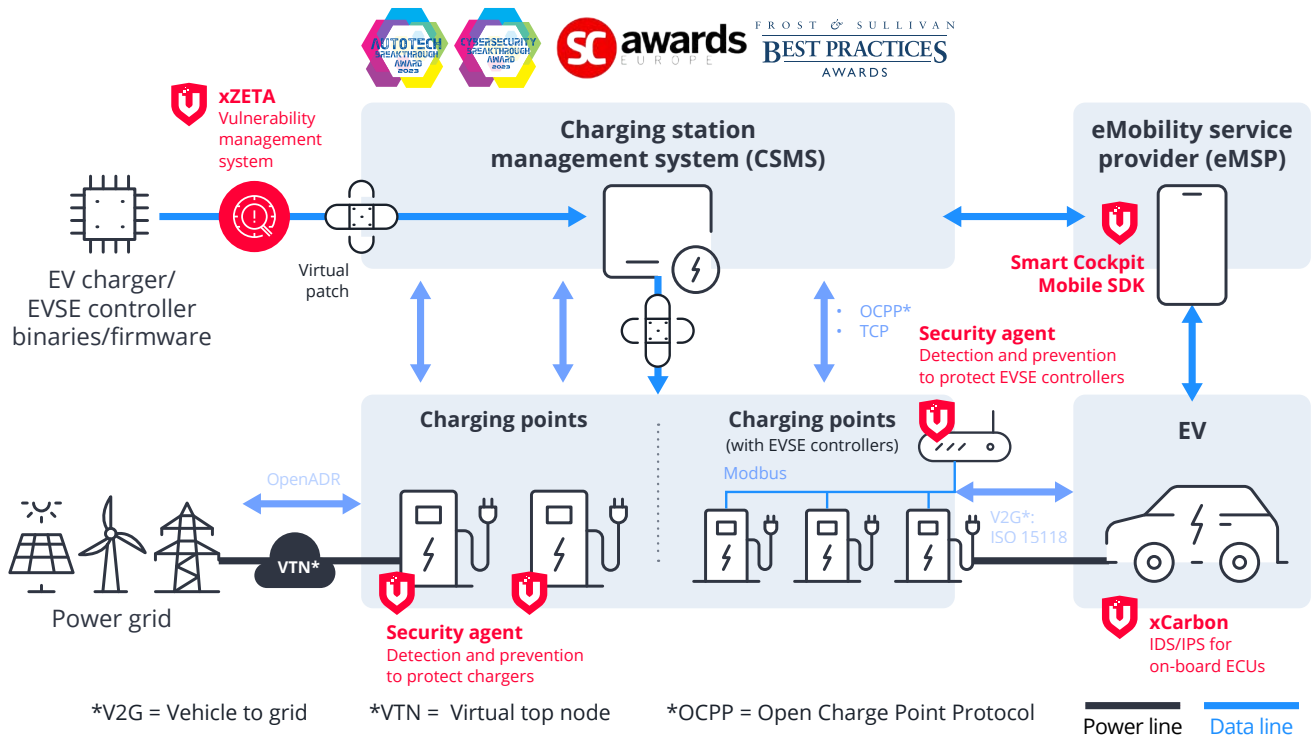 AUTOTECH
BREAKTHROUGH
AWARD
2023
CYBERSECURITY
BREAKTHROUGH
AWARD
2023
SC awards
EUROPE
FROST & SULLIVAN
BEST PRACTICES
AWARDS
xZETA
Vulnerability
management
system
Charging station
management system (CSMS)
eMobility service
provider (eMSP)
EV charger/
EVSE controller
binaries/firmware
Virtual
patch
Smart Cockpit
Mobile SDK
• OCPP*
• TCP
Security agent
Detection and prevention
to protect EVSE controllers
Charging points
Charging points
(with EVSE controllers)
EV
Modbus
OpenADR
V2G*:
ISO 15118
VTN*
Power grid
Security agent
Detection and prevention
to protect chargers
xCarbon
IDS/IPS for
on-board ECUs
*V2G = Vehicle to grid
*VTN = Virtual top node
*OCPP = Open Charge Point Protocol
Power line
Data line